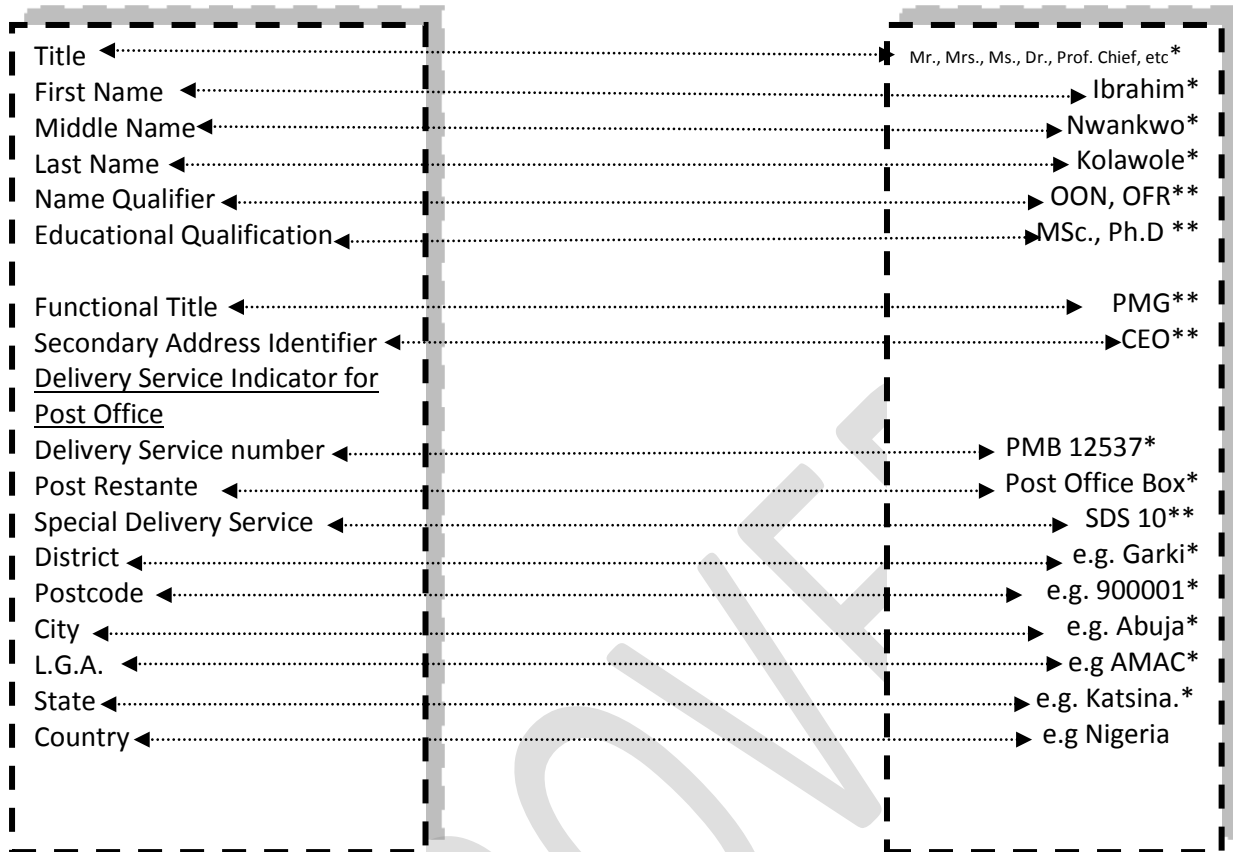 Title Mr., Mrs., Ms., Dr., Prof. Chief, etc*
First Name Ibrahim*
Middle Name Nwankwo*
Last Name Kolawole*
Name Qualifier OON, OFR**
Educational Qualification MSc., Ph.D **
Functional Title PMG**
Secondary Address Identifier CEO**
Delivery Service Indicator for
Post Office
Delivery Service number PMB 12537*
Post Restante Post Office Box*
Special Delivery Service SDS 10**
District e.g. Garki*
Postcode e.g. 900001*
City e.g. Abuja*
L.G.A. e.g AMAC*
State e.g. Katsina.*
Country e.g Nigeria